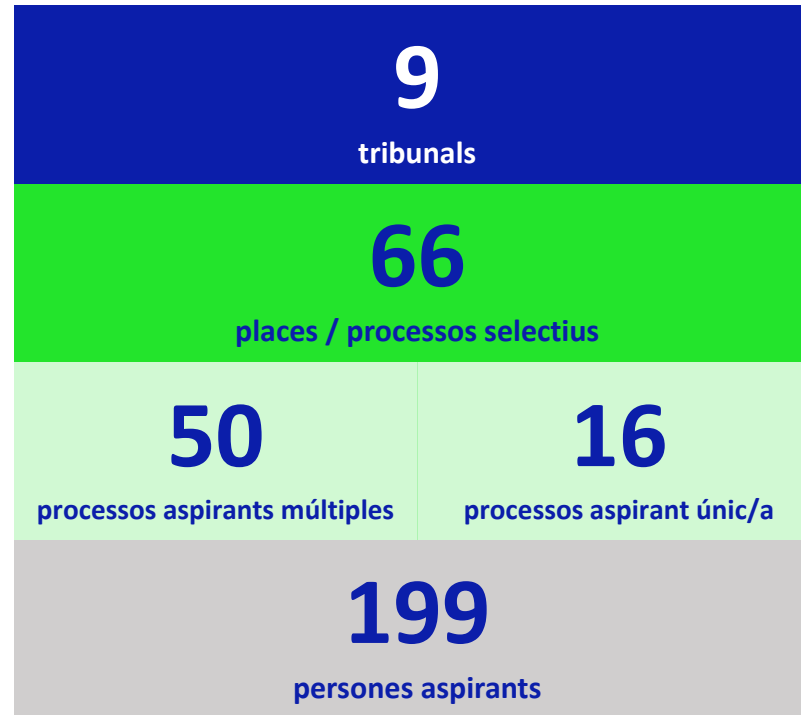 9
tribunals
66
places / processos selectius
50
processos aspirants múltiples
16
processos aspirant únic/a
199
persones aspirants